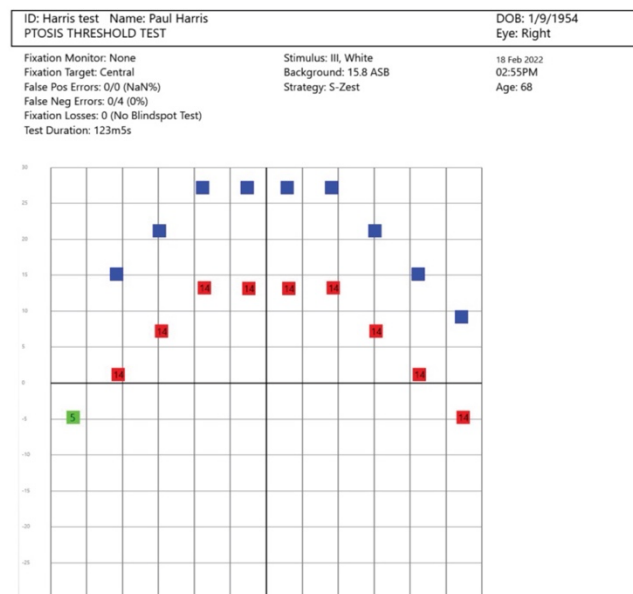 ID: Harris test Name: Paul Harris
DOB: 1/9/1954
PTOSIS THRESHOLD TEST
Eye: Right
Fixation Monitor: None
Stimulus: III, White
18 Feb 2022
Fixation Target: Central
Background: 15.8 ASB
02:55PM
False Pos Errors: 0/0 (NaN%)
Strategy: S-Zest
Age: 68
False Neg Errors: 0/4 (0%)
Fixation Losses: 0 (No Blindspot Test)
Test Duration: 123m5s
30
25
20
15
14 14 14 14
10
14 14
5
14 14
0
5 14
-5
-10
-15
-20
-25